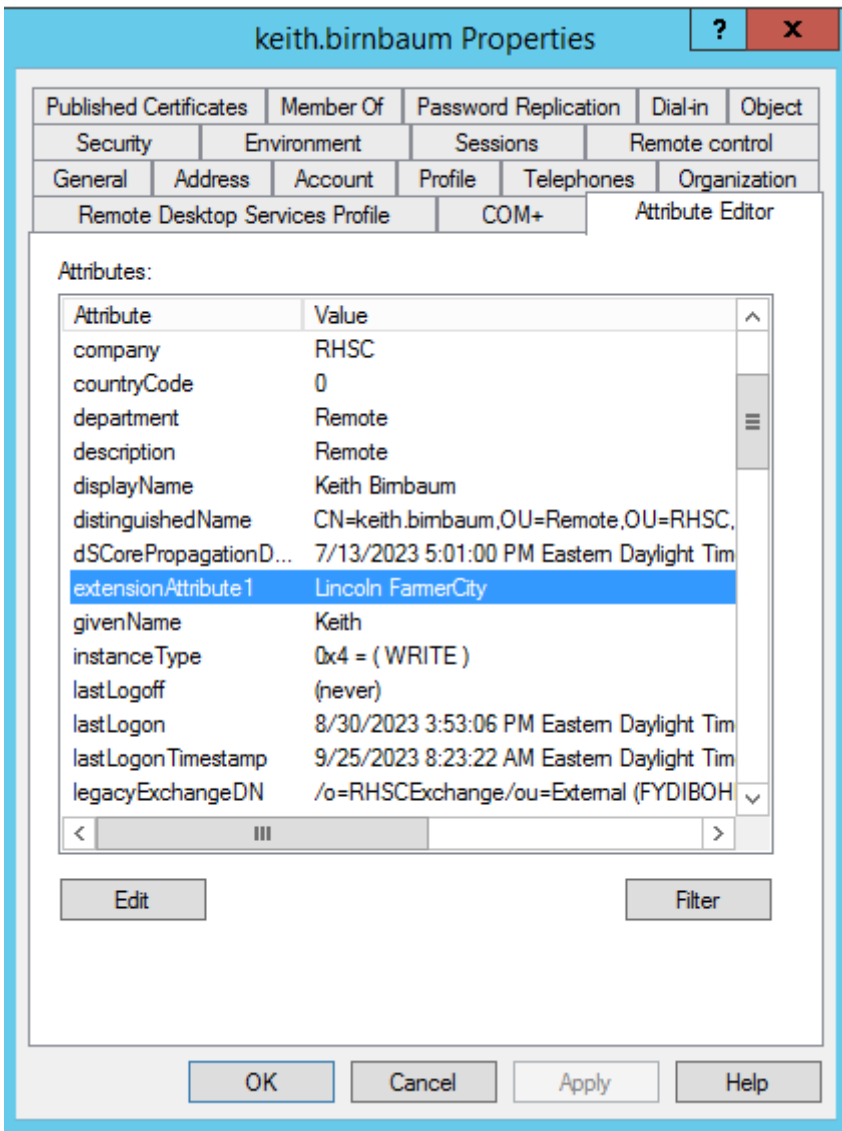 keith.birnbaum Properties
?
x
Published Certificates Member Of Password Replication Dial-in Object
Security Environment Sessions Remote control
General Address Account Profile Telephones Organization
Remote Desktop Services Profile COM+ Attribute Editor
Attributes:
Attribute Value
company RHSC
countryCode 0
department Remote
description Remote
displayName Keith Birnbaum
distinguishedName CN=keith.birnbaum,OU=Remote,OU=RHSC,
dSCorePropagationD... 7/13/2023 5:01:00 PM Eastern Daylight Tim
extensionAttribute1 Lincoln FarmerCity
givenName Keith
instanceType 0x4 = ( WRITE )
lastLogoff (never)
lastLogon 8/30/2023 3:53:06 PM Eastern Daylight Tim
lastLogonTimestamp 9/25/2023 8:23:22 AM Eastern Daylight Tim
legacyExchangeDN /o=RHSCExchange/ou=External (FYDIBOH
Edit Filter
OK Cancel Apply Help